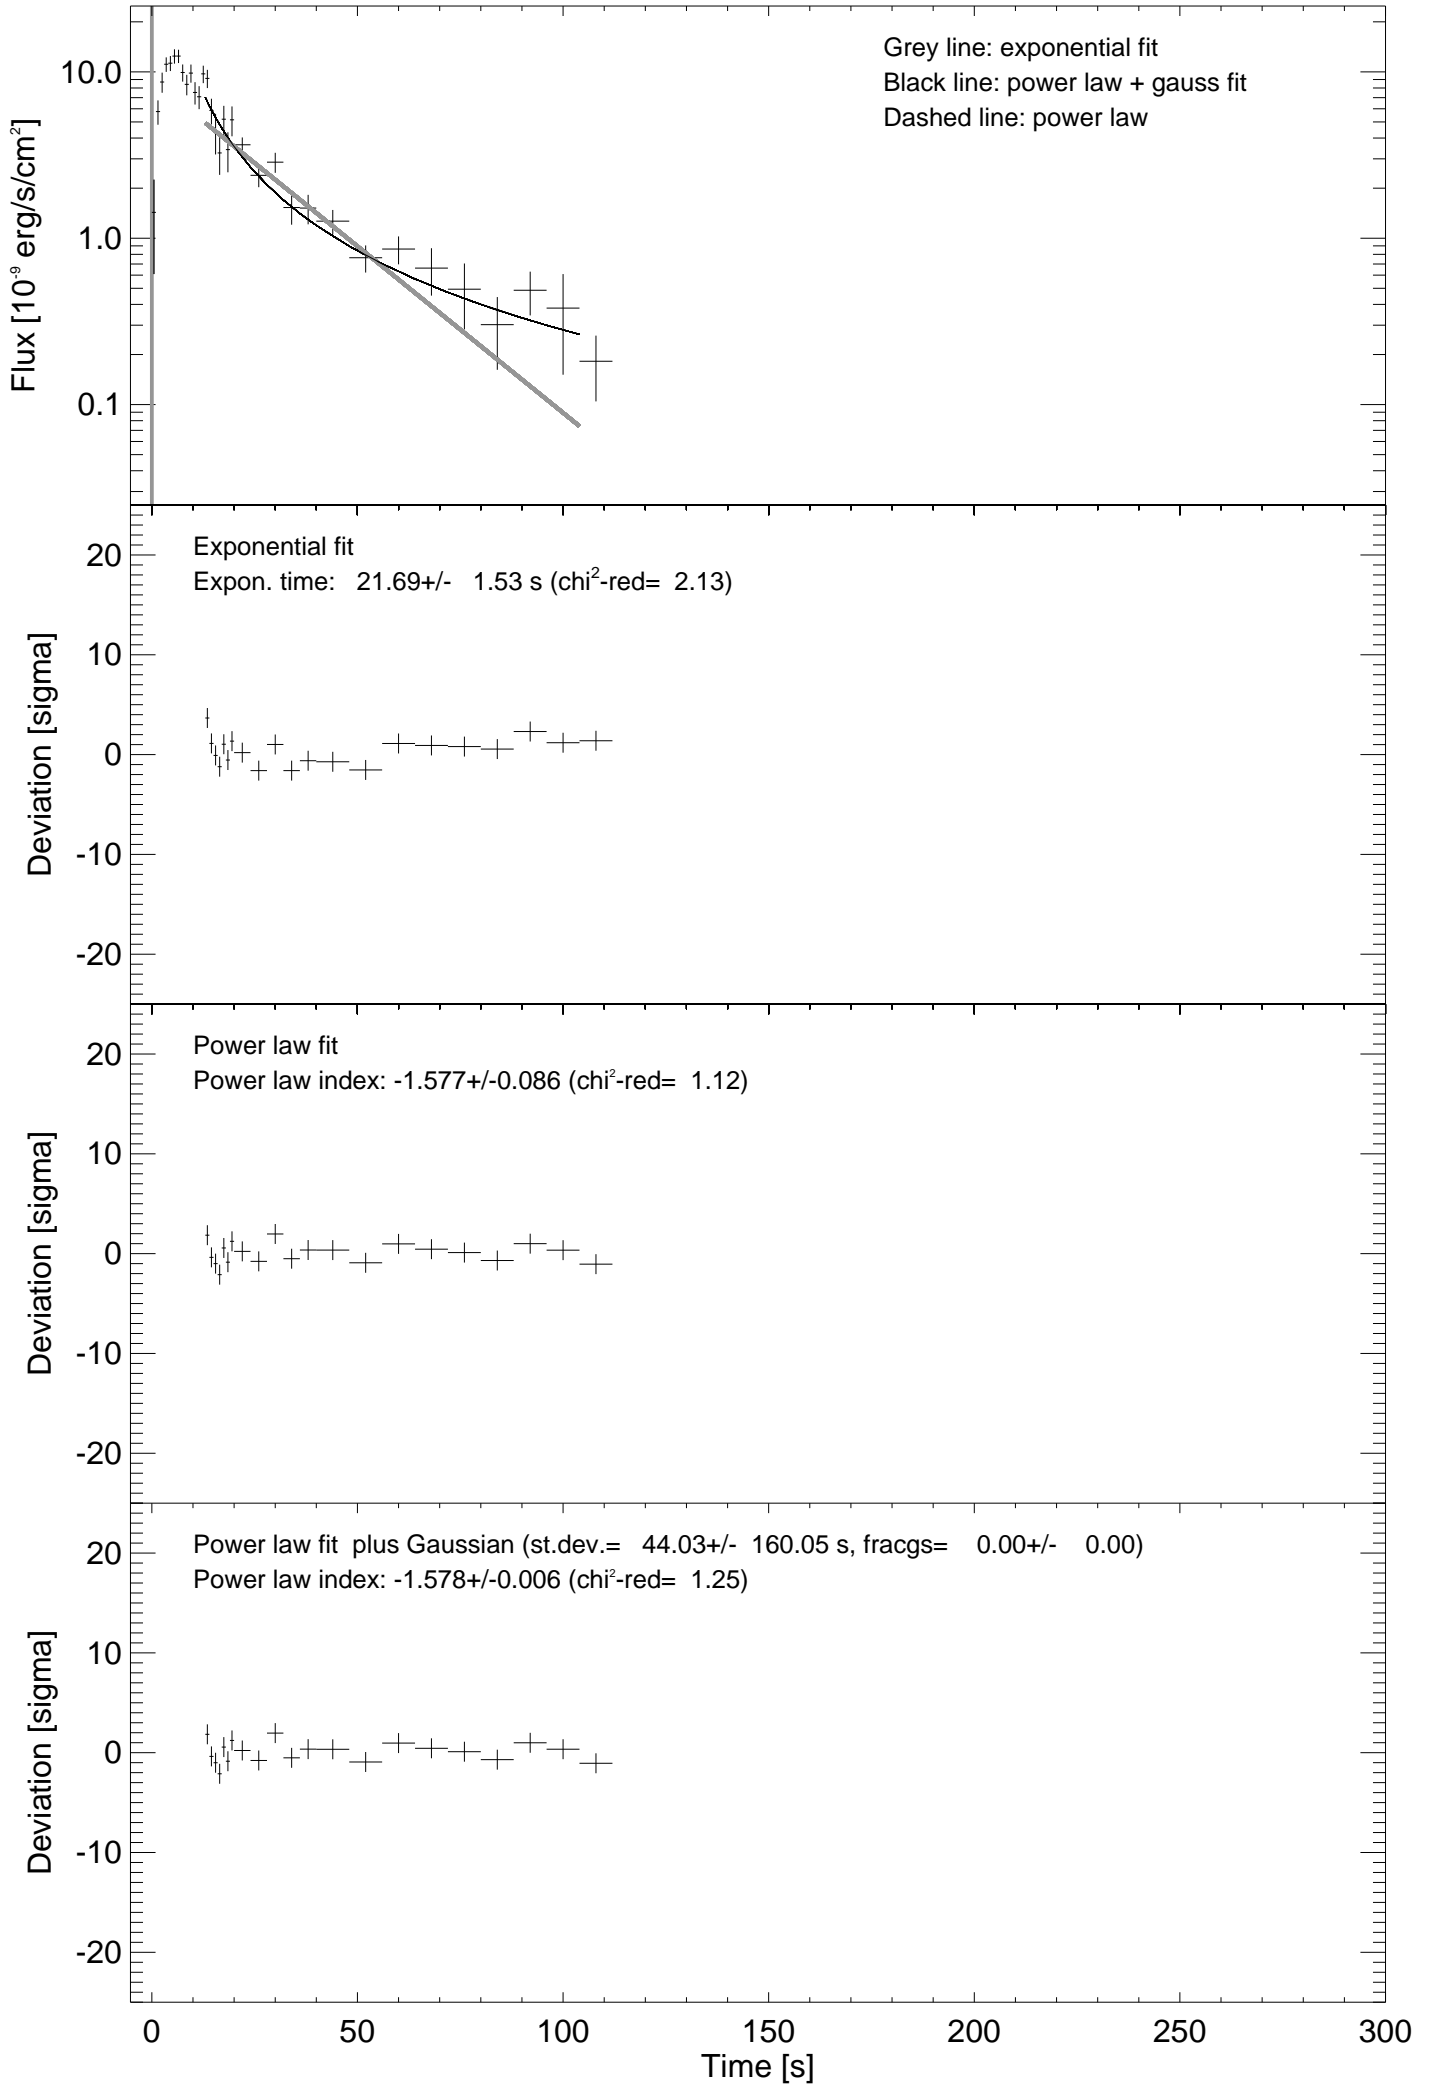 Grey line: exponential fit
Black line: power law + gauss fit
Dashed line: power law
10.0
1.0
0.1
Flux [10⁻⁹ erg/s/cm²]
Exponential fit
Expon. time: 21.69+/- 1.53 s (chi²-red= 2.13)
20
10
0
-10
-20
Deviation [sigma]
Power law fit
Power law index: -1.577+/-0.086 (chi²-red= 1.12)
20
10
0
-10
-20
Deviation [sigma]
Power law fit plus Gaussian (st.dev.= 44.03+/- 160.05 s, fracgs= 0.00+/- 0.00)
Power law index: -1.578+/-0.006 (chi²-red= 1.25)
20
10
0
-10
-20
Deviation [sigma]
0 50 100 150 200 250 300
Time [s]